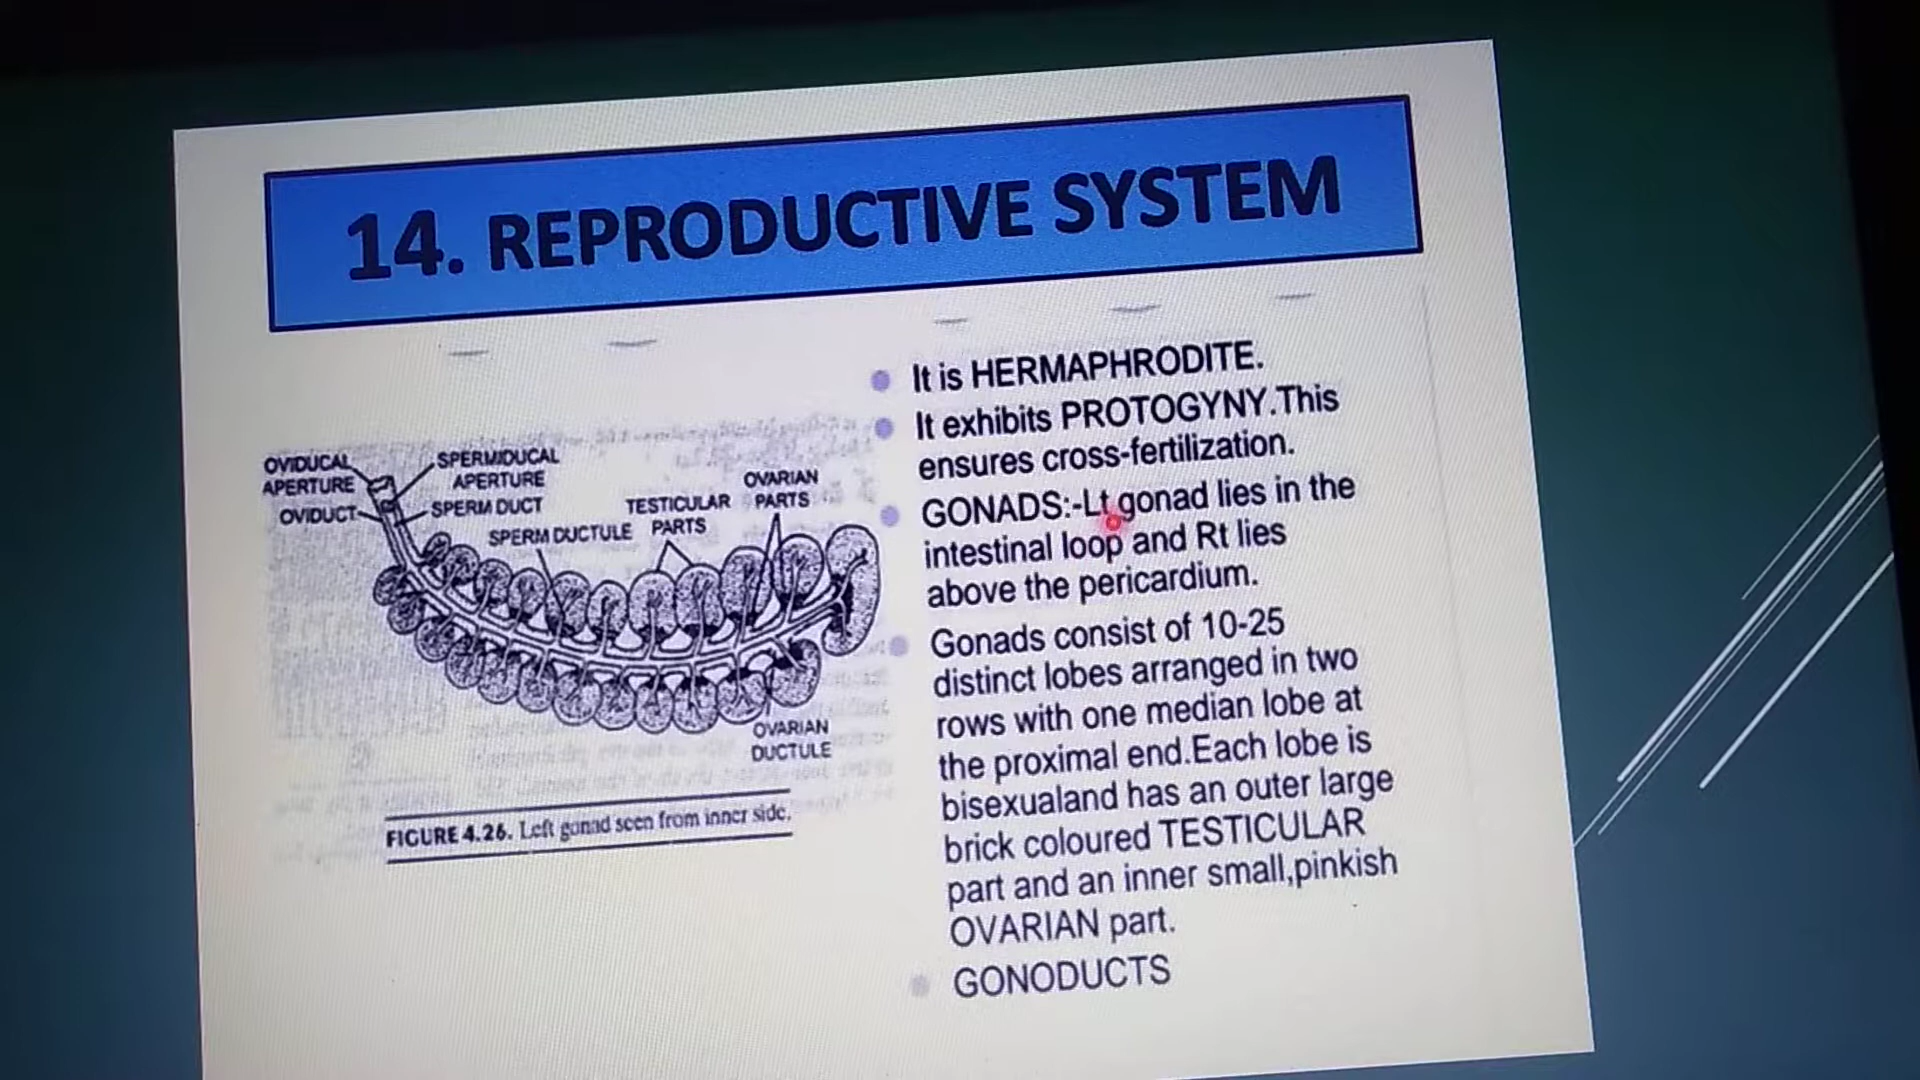 14. REPRODUCTIVE SYSTEM
OVIDUCAL
APERTURE
OVIDUCT
SPERMIDUCAL
APERTURE
SPERM DUCT
SPERM DUCTULE
TESTICULAR
PARTS
OVARIAN
PARTS
OVARIAN
DUCTULE
FIGURE 4.26. Left gonad seen from inner side.
It is HERMAPHRODITE.
It exhibits PROTOGYNY.This
ensures cross-fertilization.
GONADS:-Lt gonad lies in the
intestinal loop and Rt lies
above the pericardium.
Gonads consist of 10-25
distinct lobes arranged in two
rows with one median lobe at
the proximal end.Each lobe is
bisexualand has an outer large
brick coloured TESTICULAR
part and an inner small,pinkish
OVARIAN part.
GONODUCTS